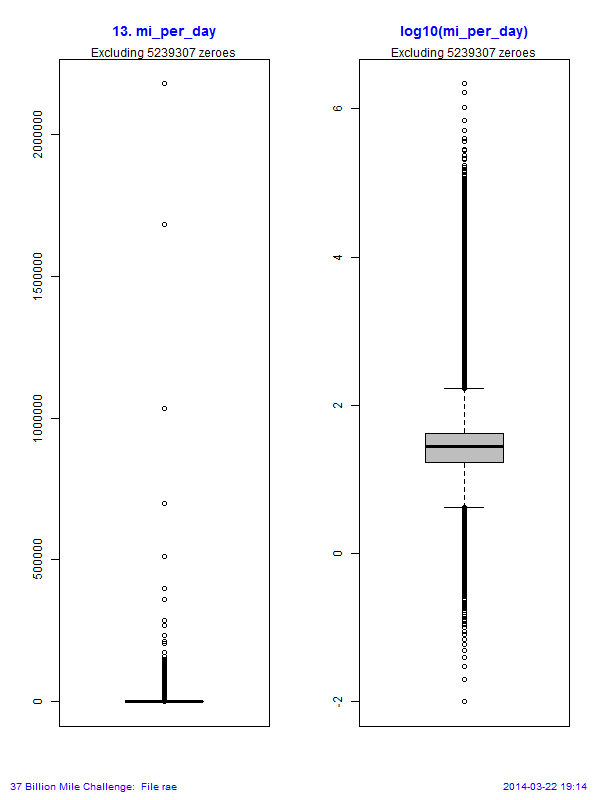 13. mi_per_day
Excluding 5239307 zeroes
2000000
1500000
1000000
500000
0
log10(mi_per_day)
Excluding 5239307 zeroes
6
4
2
0
-2
37 Billion Mile Challenge: File rae
2014-03-22 19:14